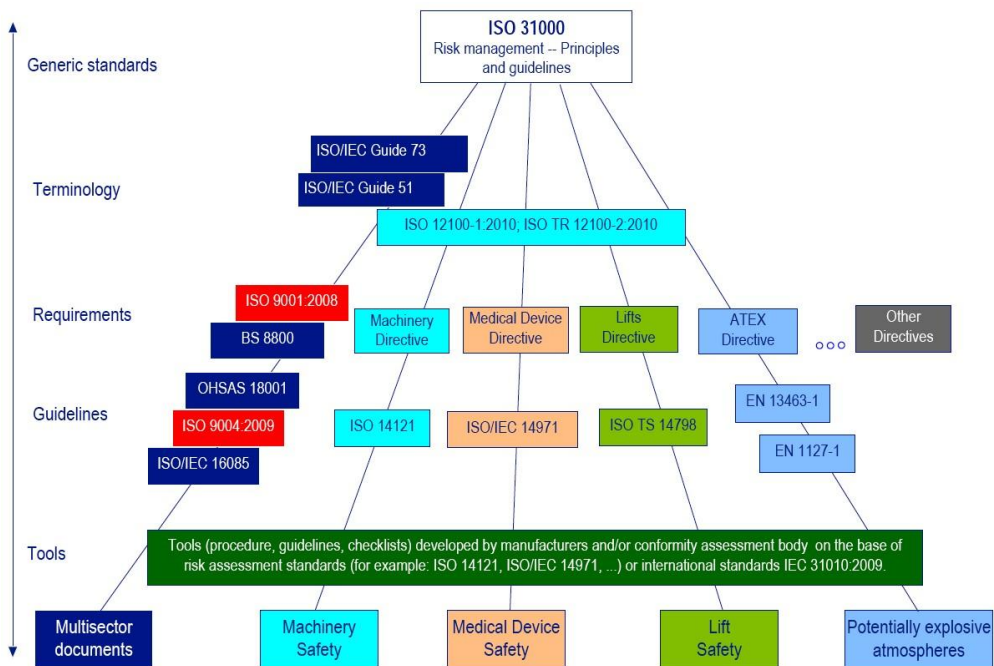 ISO 31000
Risk management -- Principles
and guidelines
Generic standards
ISO/IEC Guide 73
Terminology
ISO/IEC Guide 51
ISO 12100-1:2010; ISO TR 12100-2:2010
Requirements
ISO 9001:2008
BS 8800
Machinery
Directive
Medical Device
Directive
Lifts
Directive
ATEX
Directive
Other
Directives
OHSAS 18001
Guidelines
ISO 9004:2009
ISO/IEC 16085
ISO 14121
ISO/IEC 14971
ISO TS 14798
EN 13463-1
EN 1127-1
Tools
Tools (procedure, guidelines, checklists) developed by manufacturers and/or conformity assessment body on the base of
risk assessment standards (for example: ISO 14121, ISO/IEC 14971, ...) or international standards IEC 31010:2009.
Multisector
documents
Machinery
Safety
Medical Device
Safety
Lift
Safety
Potentially explosive
atmospheres